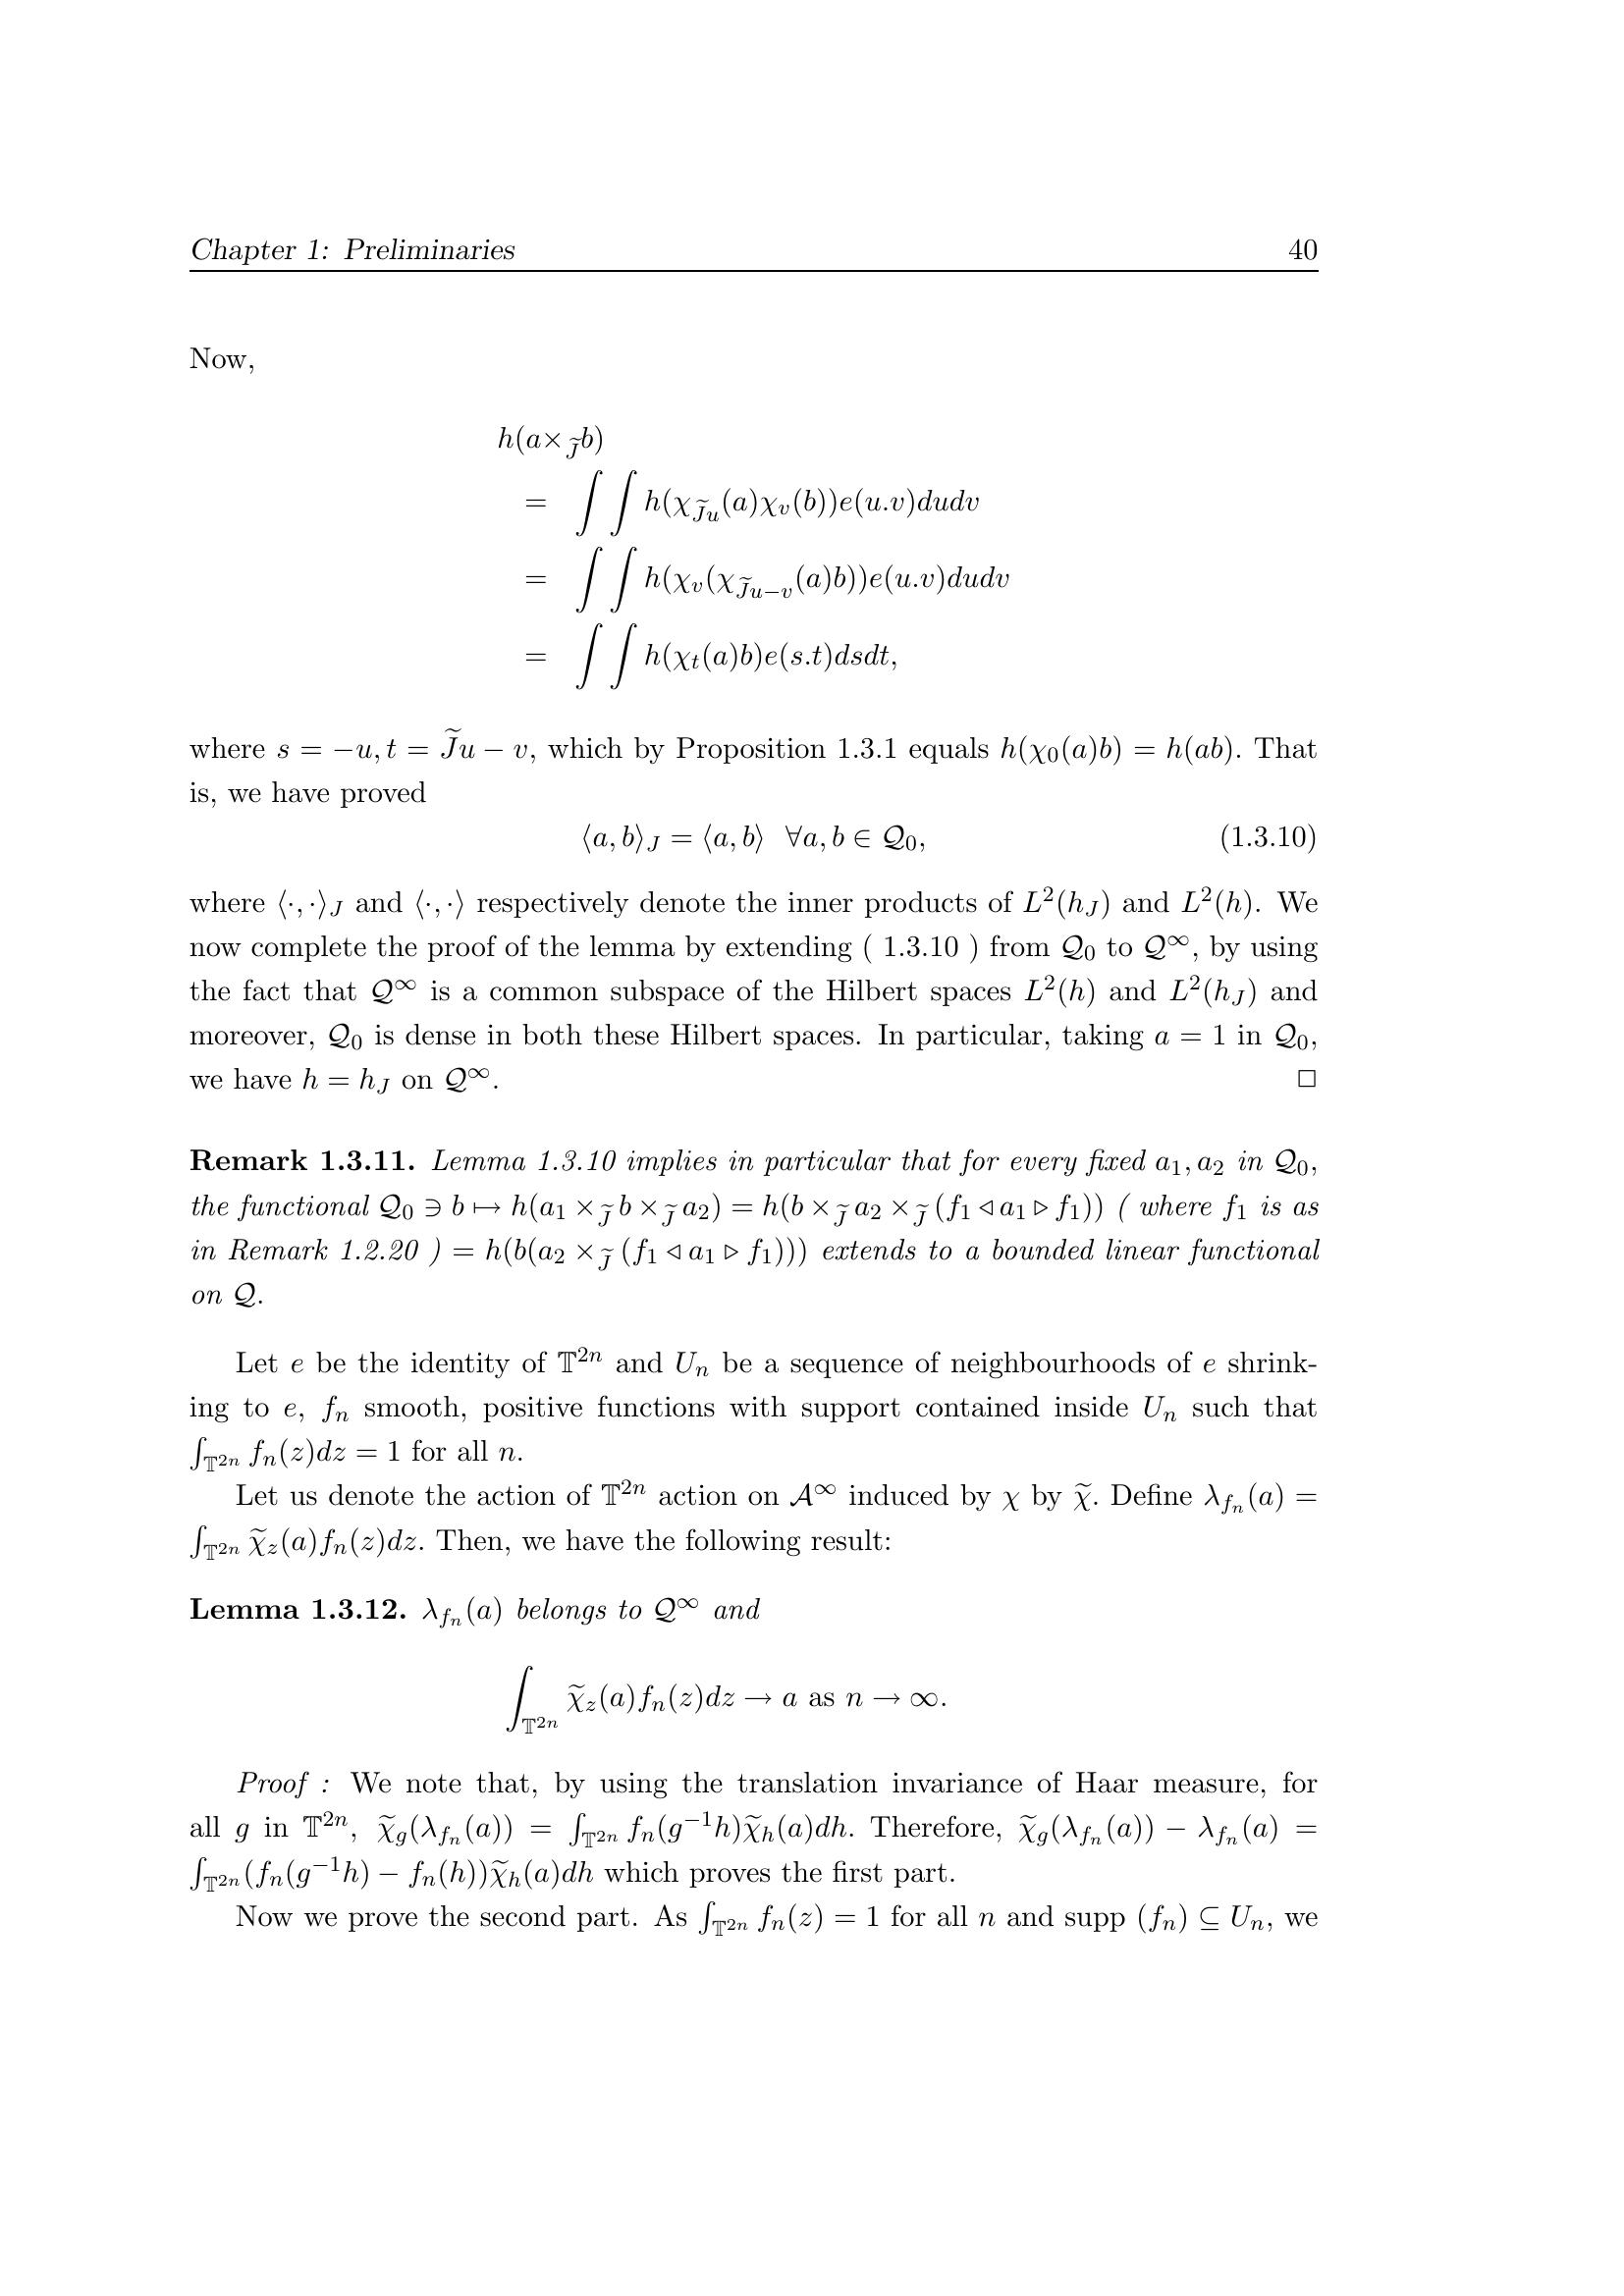 Chapter 1: Preliminaries 40
Now,
$h(a \times_{\widetilde{J}} b)$
$= \int\int h(\chi_{\widetilde{J}u}(a)\chi_v(b))e(u.v)dudv$
$= \int\int h(\chi_v(\chi_{\widetilde{J}u-v}(a)b))e(u.v)dudv$
$= \int\int h(\chi_t(a)b)e(s.t)dsdt,$
where $s = -u, t = \widetilde{J}u - v$, which by Proposition 1.3.1 equals $h(\chi_0(a)b) = h(ab)$. That
is, we have proved
$\langle a, b\rangle_J = \langle a, b\rangle \ \ \forall a, b \in \mathcal{Q}_0,$ (1.3.10)
where $\langle\cdot,\cdot\rangle_J$ and $\langle\cdot,\cdot\rangle$ respectively denote the inner products of $L^2(h_J)$ and $L^2(h)$. We
now complete the proof of the lemma by extending ( 1.3.10 ) from $\mathcal{Q}_0$ to $\mathcal{Q}^\infty$, by using
the fact that $\mathcal{Q}^\infty$ is a common subspace of the Hilbert spaces $L^2(h)$ and $L^2(h_J)$ and
moreover, $\mathcal{Q}_0$ is dense in both these Hilbert spaces. In particular, taking $a = 1$ in $\mathcal{Q}_0$,
we have $h = h_J$ on $\mathcal{Q}^\infty$. □
Remark 1.3.11. Lemma 1.3.10 implies in particular that for every fixed $a_1, a_2$ in $\mathcal{Q}_0$,
the functional $\mathcal{Q}_0 \ni b \mapsto h(a_1 \times_{\widetilde{J}} b \times_{\widetilde{J}} a_2) = h(b \times_{\widetilde{J}} a_2 \times_{\widetilde{J}} (f_1 \triangleleft a_1 \triangleright f_1))$ ( where $f_1$ is as
in Remark 1.2.20 ) $= h(b(a_2 \times_{\widetilde{J}} (f_1 \triangleleft a_1 \triangleright f_1)))$ extends to a bounded linear functional
on $\mathcal{Q}$.
Let $e$ be the identity of $\mathbb{T}^{2n}$ and $U_n$ be a sequence of neighbourhoods of $e$ shrink-
ing to $e$, $f_n$ smooth, positive functions with support contained inside $U_n$ such that
$\int_{\mathbb{T}^{2n}} f_n(z)dz = 1$ for all $n$.
Let us denote the action of $\mathbb{T}^{2n}$ action on $\mathcal{A}^\infty$ induced by $\chi$ by $\widetilde{\chi}$. Define $\lambda_{f_n}(a) =$
$\int_{\mathbb{T}^{2n}} \widetilde{\chi}_z(a)f_n(z)dz$. Then, we have the following result:
Lemma 1.3.12. $\lambda_{f_n}(a)$ belongs to $\mathcal{Q}^\infty$ and
$\int_{\mathbb{T}^{2n}} \widetilde{\chi}_z(a)f_n(z)dz \to a$ as $n \to \infty$.
Proof : We note that, by using the translation invariance of Haar measure, for
all $g$ in $\mathbb{T}^{2n}$, $\widetilde{\chi}_g(\lambda_{f_n}(a)) = \int_{\mathbb{T}^{2n}} f_n(g^{-1}h)\widetilde{\chi}_h(a)dh$. Therefore, $\widetilde{\chi}_g(\lambda_{f_n}(a)) - \lambda_{f_n}(a) =$
$\int_{\mathbb{T}^{2n}} (f_n(g^{-1}h) - f_n(h))\widetilde{\chi}_h(a)dh$ which proves the first part.
Now we prove the second part. As $\int_{\mathbb{T}^{2n}} f_n(z) = 1$ for all $n$ and supp $(f_n) \subseteq U_n$, we